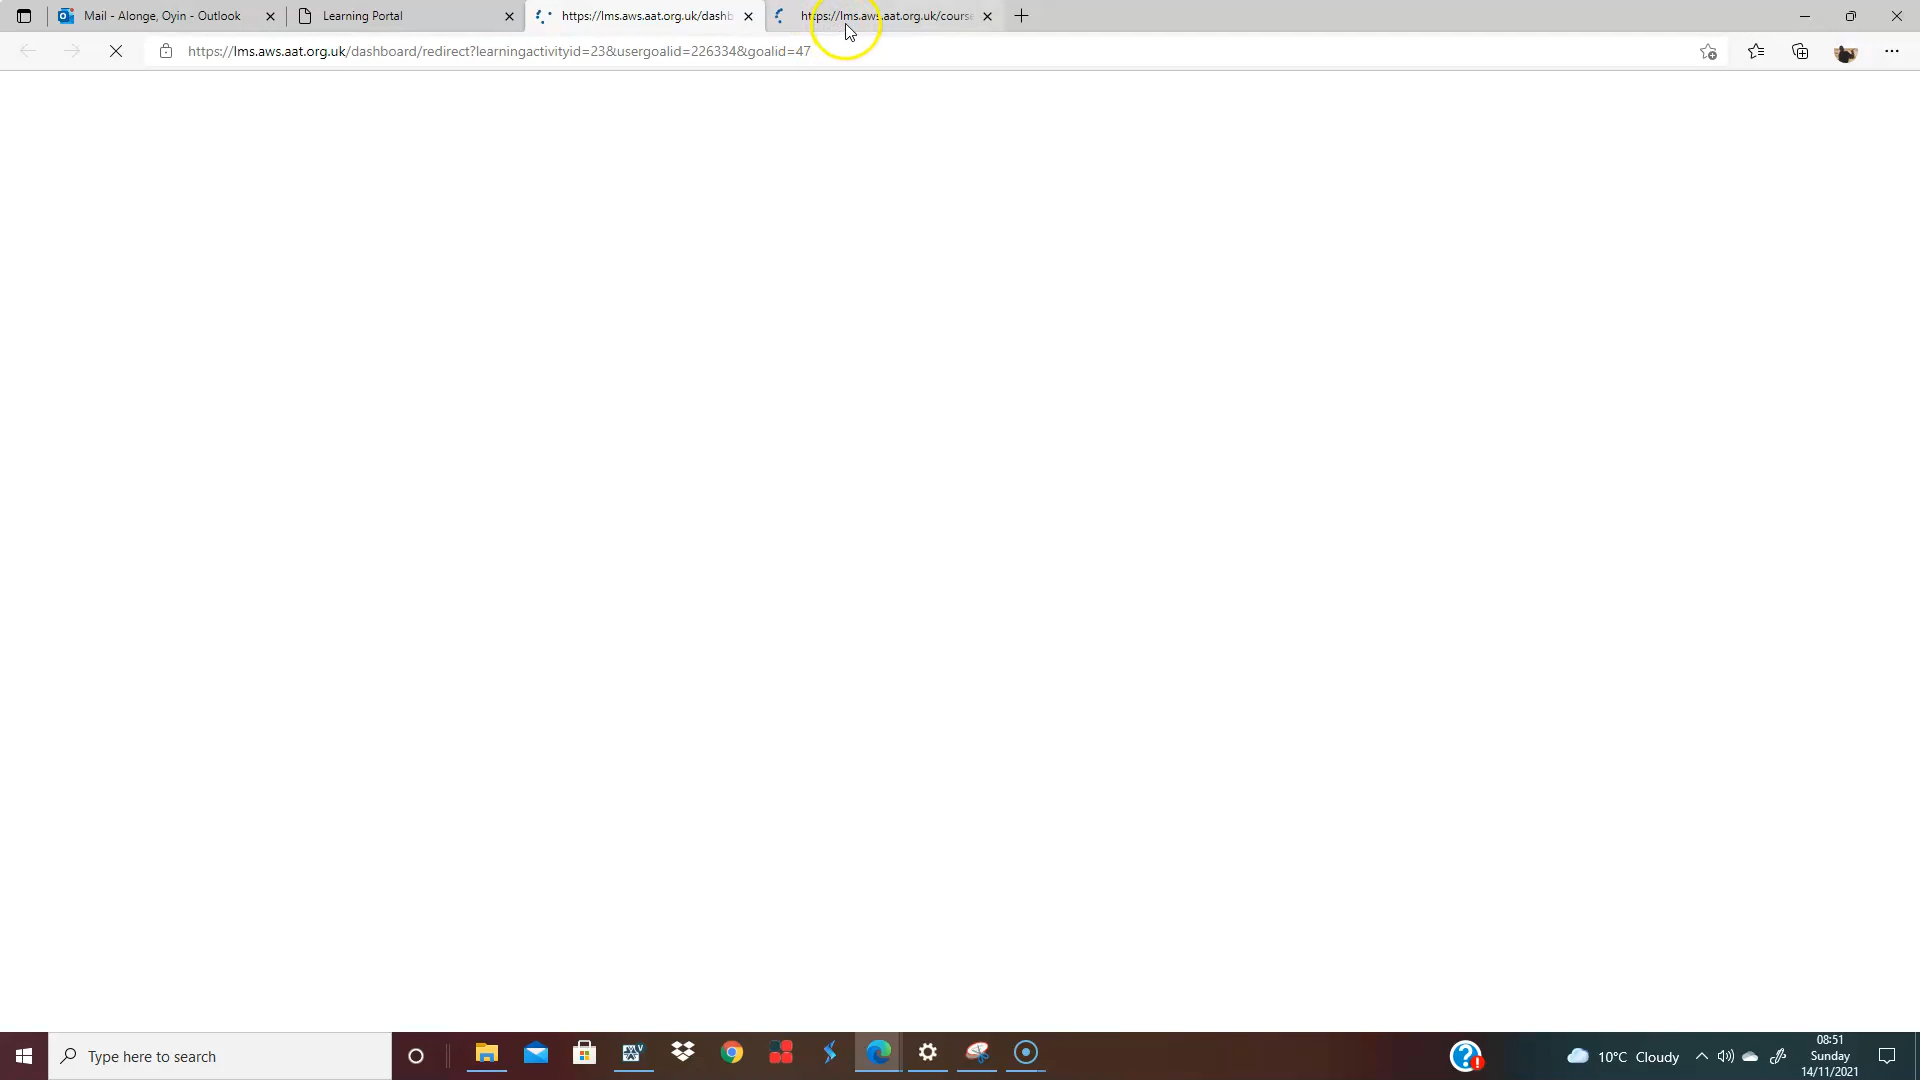 Mail - Alonge, Oyin - Outlook
Learning Portal
https://lms.aws.aat.org.uk/dashb
https://lms.aws.aat.org.uk/course
https://lms.aws.aat.org.uk/dashboard/redirect?learningactivityid=23&usergoalid=226334&goalid=47
Type here to search
10°C Cloudy
08:51
Sunday
14/11/2021